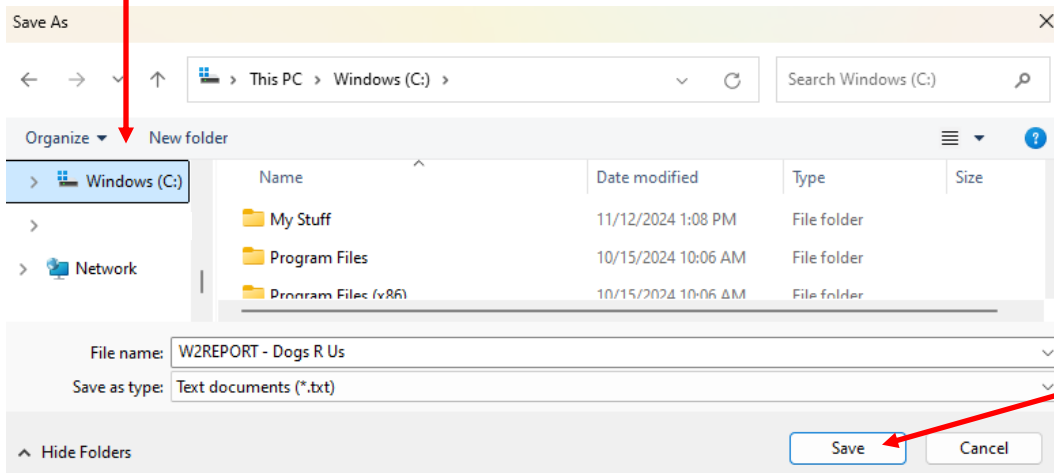 Save As
This PC > Windows (C:) >
Search Windows (C:)
Organize
New folder
Windows (C:)
Network
Name Date modified Type Size
My Stuff 11/12/2024 1:08 PM File folder
Program Files 10/15/2024 10:06 AM File folder
Program Files (x86) 10/15/2024 10:06 AM File folder
File name: W2REPORT - Dogs R Us
Save as type: Text documents (*.txt)
Hide Folders
Save
Cancel